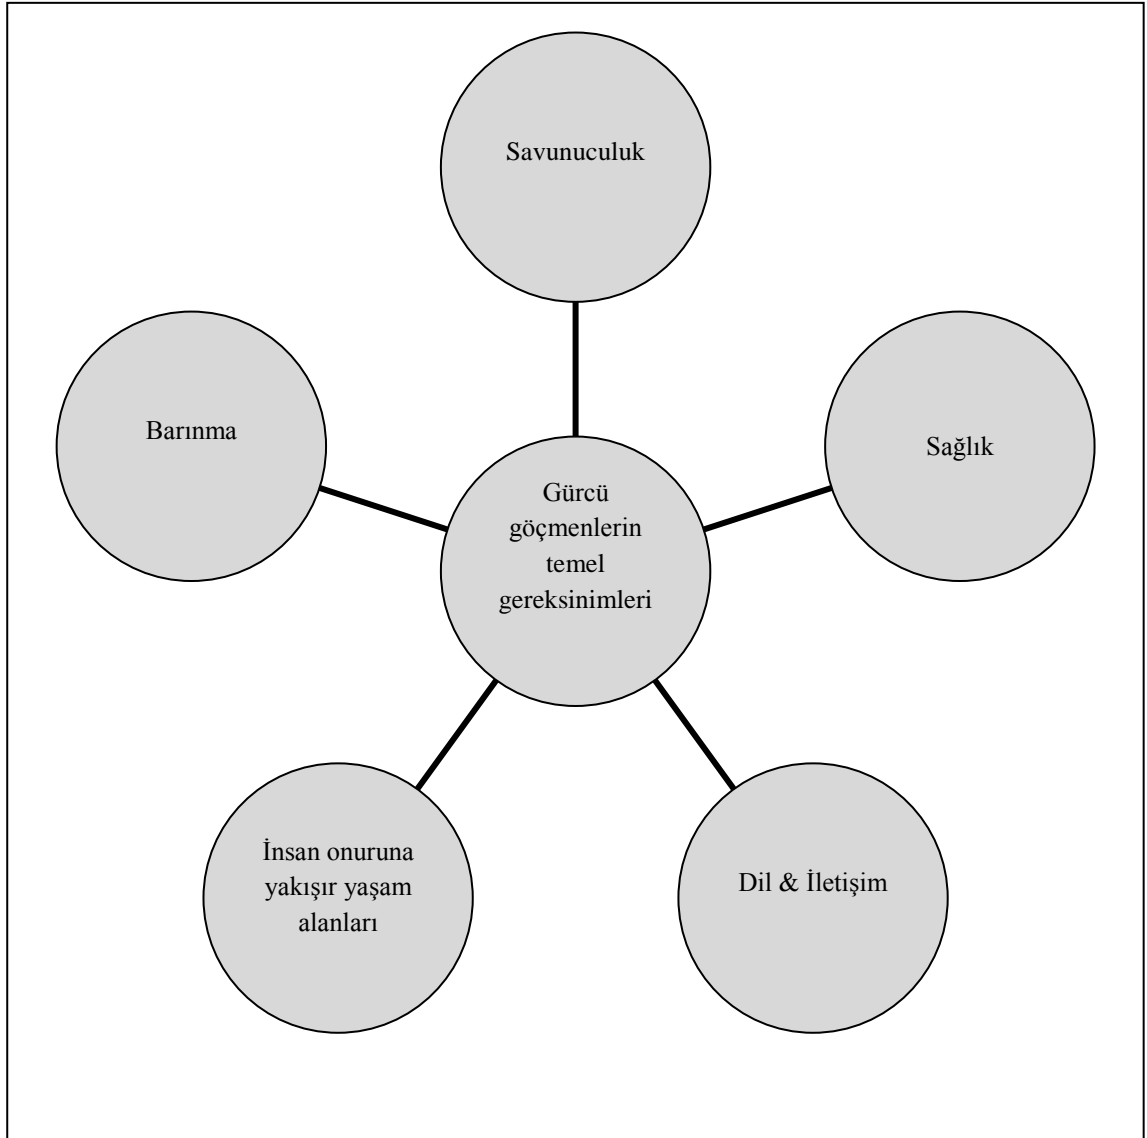 Savunuculuk
Barınma
Sağlık
Gürcü
göçmenlerin
temel
gereksinimleri
İnsan onuruna
yakışır yaşam
alanları
Dil & İletişim